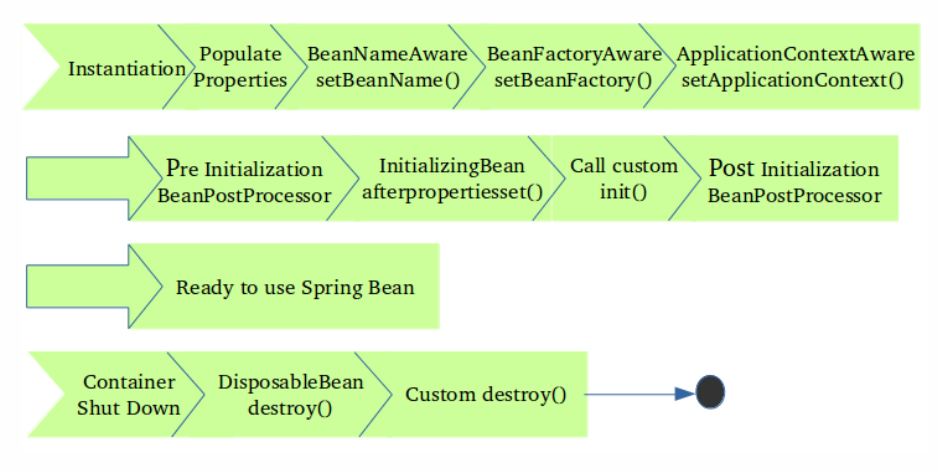 Instantiation
Populate
Properties
BeanNameAware
setBeanName()
BeanFactoryAware
setBeanFactory()
ApplicationContextAware
setApplicationContext()
Pre Initialization
BeanPostProcessor
InitializingBean
afterpropertiesset()
Call custom
init()
Post Initialization
BeanPostProcessor
Ready to use Spring Bean
Container
Shut Down
DisposableBean
destroy()
Custom destroy()